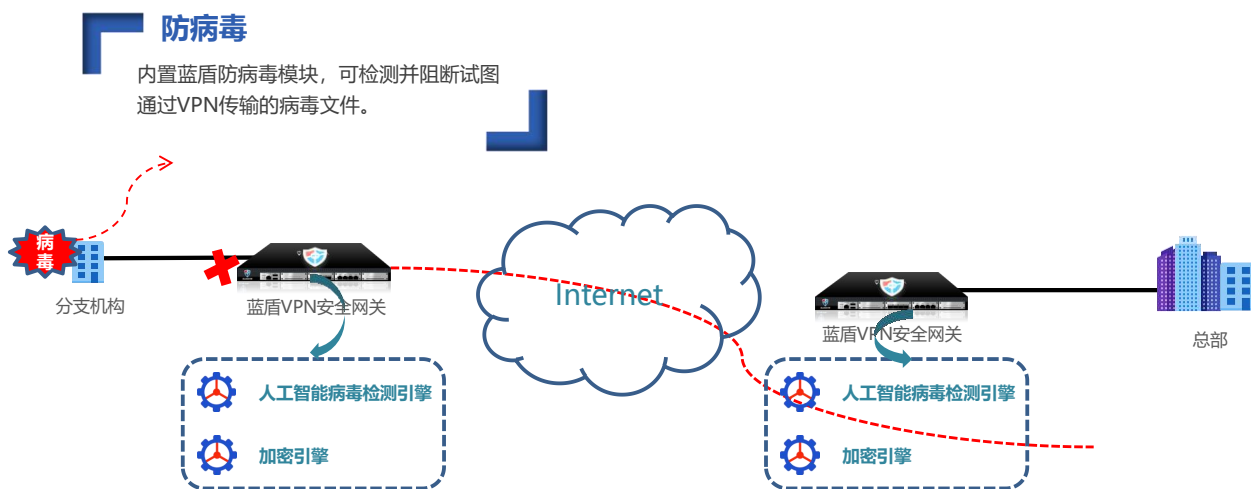 防病毒
内置蓝盾防病毒模块，可检测并阻断试图
通过VPN传输的病毒文件。
病
毒
分支机构
蓝盾VPN安全网关
Internet
蓝盾VPN安全网关
总部
人工智能病毒检测引擎
加密引擎
人工智能病毒检测引擎
加密引擎